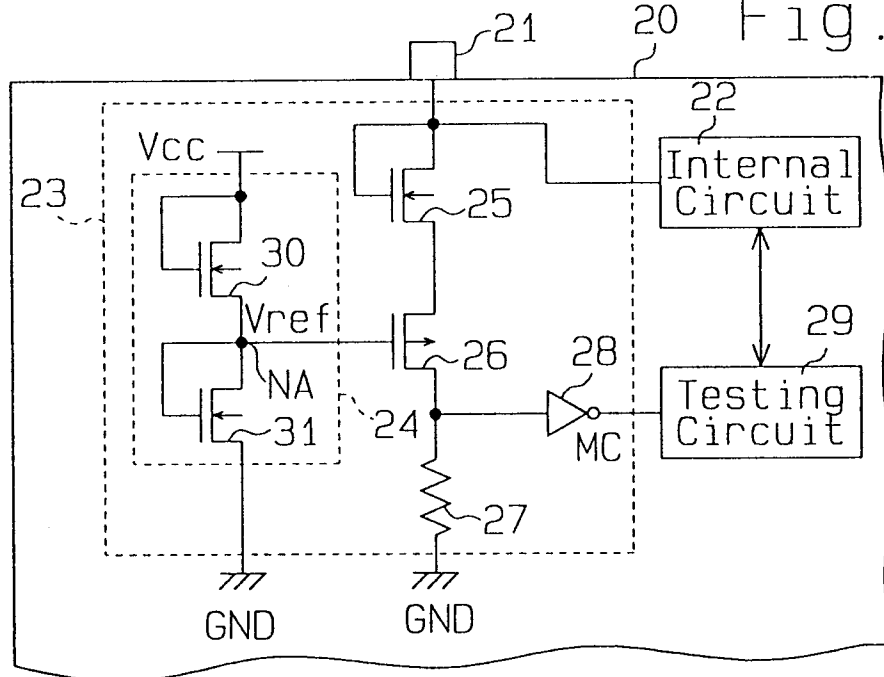 Fig.
21
20
22
Vcc
Internal
Circuit
23
25
30
Vref
29
26
28
NA
Testing
Circuit
31
24
MC
27
GND
GND